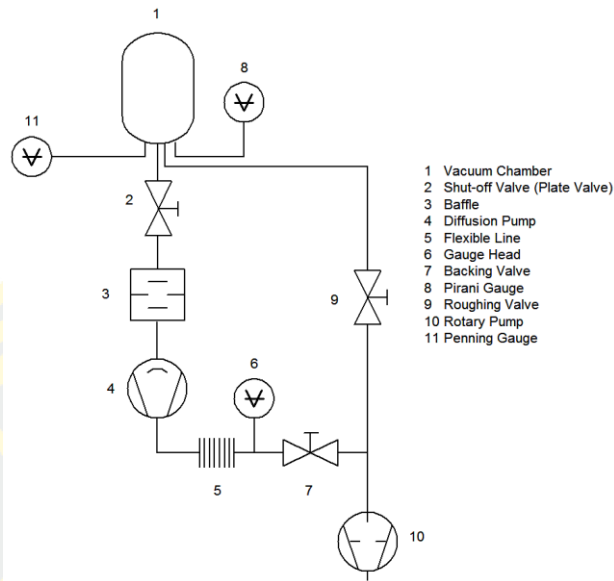 1
8
11
2
3
9
4
6
5
7
10
1 Vacuum Chamber
2 Shut-off Valve (Plate Valve)
3 Baffle
4 Diffusion Pump
5 Flexible Line
6 Gauge Head
7 Backing Valve
8 Pirani Gauge
9 Roughing Valve
10 Rotary Pump
11 Penning Gauge